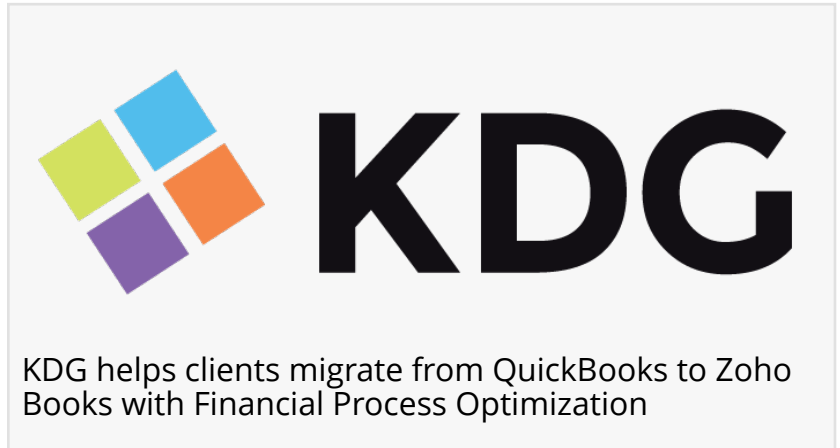 KDG
KDG helps clients migrate from QuickBooks to Zoho
Books with Financial Process Optimization